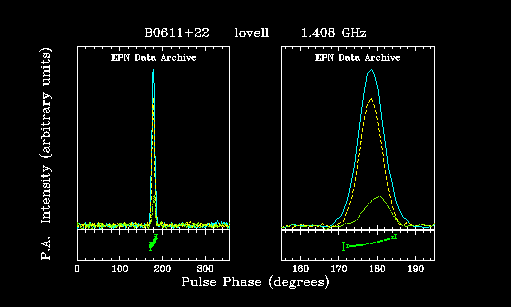 B0611+22 lovell 1.408 GHz
EPN Data Archive EPN Data Archive
P.A. Intensity (arbitrary units)
0 100 200 300 160 170 180 190
Pulse Phase (degrees)